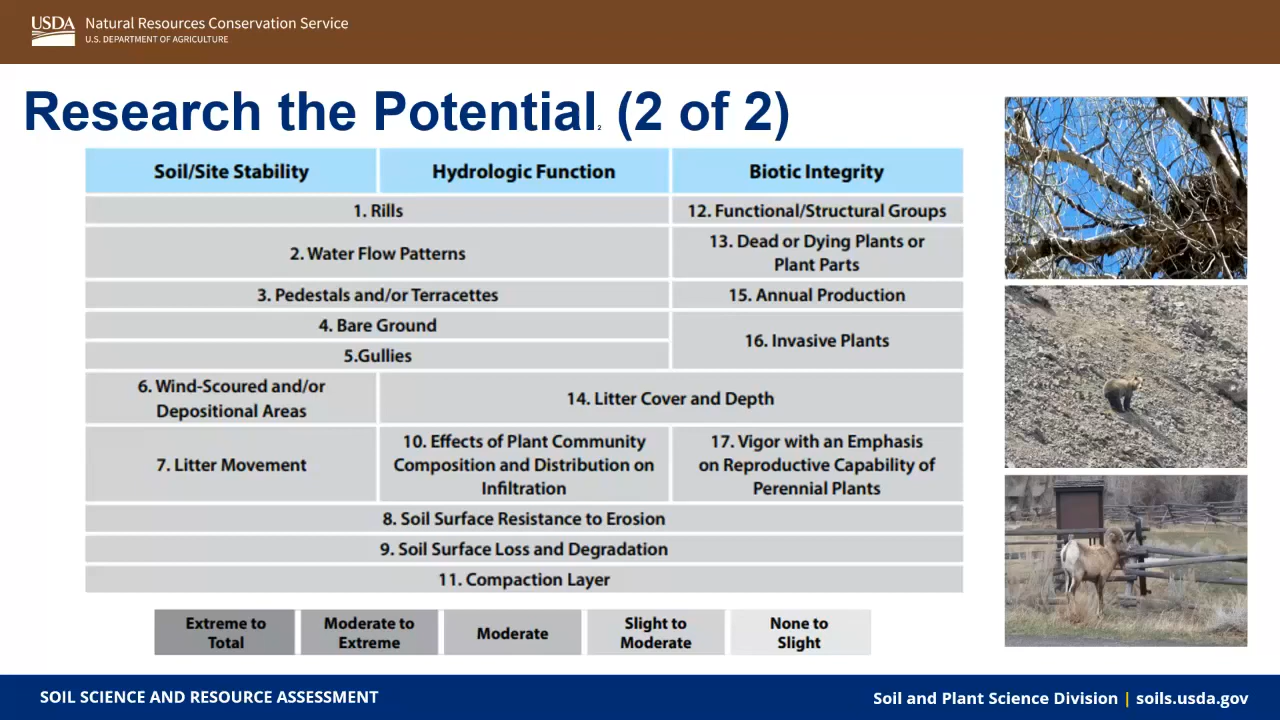 USDA
Natural Resources Conservation Service
U.S. DEPARTMENT OF AGRICULTURE
Research the Potential 2 (2 of 2)
Soil/Site Stability
Hydrologic Function
Biotic Integrity
1. Rills
12. Functional/Structural Groups
2. Water Flow Patterns
13. Dead or Dying Plants or
Plant Parts
3. Pedestals and/or Terracettes
15. Annual Production
4. Bare Ground
16. Invasive Plants
5.Gullies
6. Wind-Scoured and/or
Depositional Areas
14. Litter Cover and Depth
7. Litter Movement
10. Effects of Plant Community
Composition and Distribution on
Infiltration
17. Vigor with an Emphasis
on Reproductive Capability of
Perennial Plants
8. Soil Surface Resistance to Erosion
9. Soil Surface Loss and Degradation
11. Compaction Layer
Extreme to
Total
Moderate to
Extreme
Moderate
Slight to
Moderate
None to
Slight
SOIL SCIENCE AND RESOURCE ASSESSMENT
Soil and Plant Science Division | soils.usda.gov